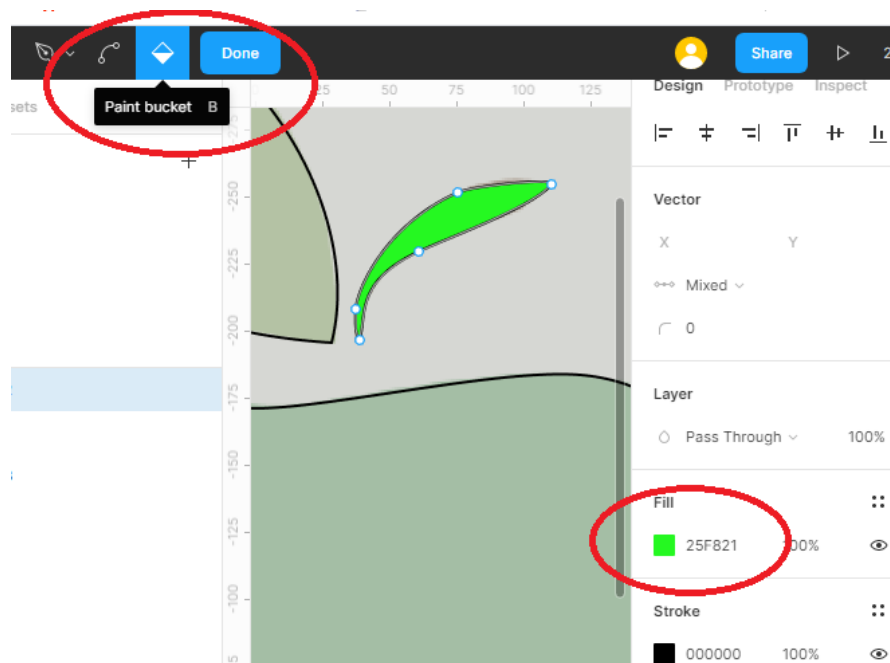 Done
Share
2
Paint bucket B
sets
Design Prototype Inspect
25 50 75 100 125
-250
-225
-200
-175
-150
-125
-100
Vector
X Y
Mixed
0
Layer
Pass Through 100%
Fill
25F821 100%
Stroke
000000 100%